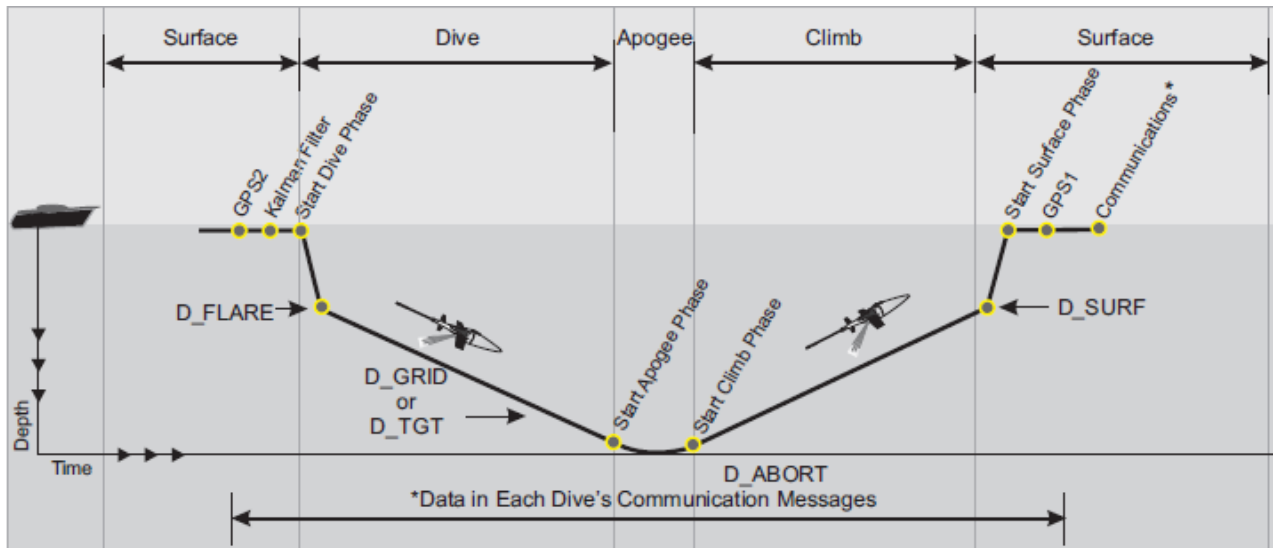 Surface
Dive
Apogee
Climb
Surface
GPS2
Kalman Filter
Start Dive Phase
Start Surface Phase
GPS1
Communications*
D_FLARE
D_SURF
D_GRID
or
D_TGT
Start Apogee Phase
Start Climb Phase
Depth
Time
D_ABORT
*Data in Each Dive's Communication Messages